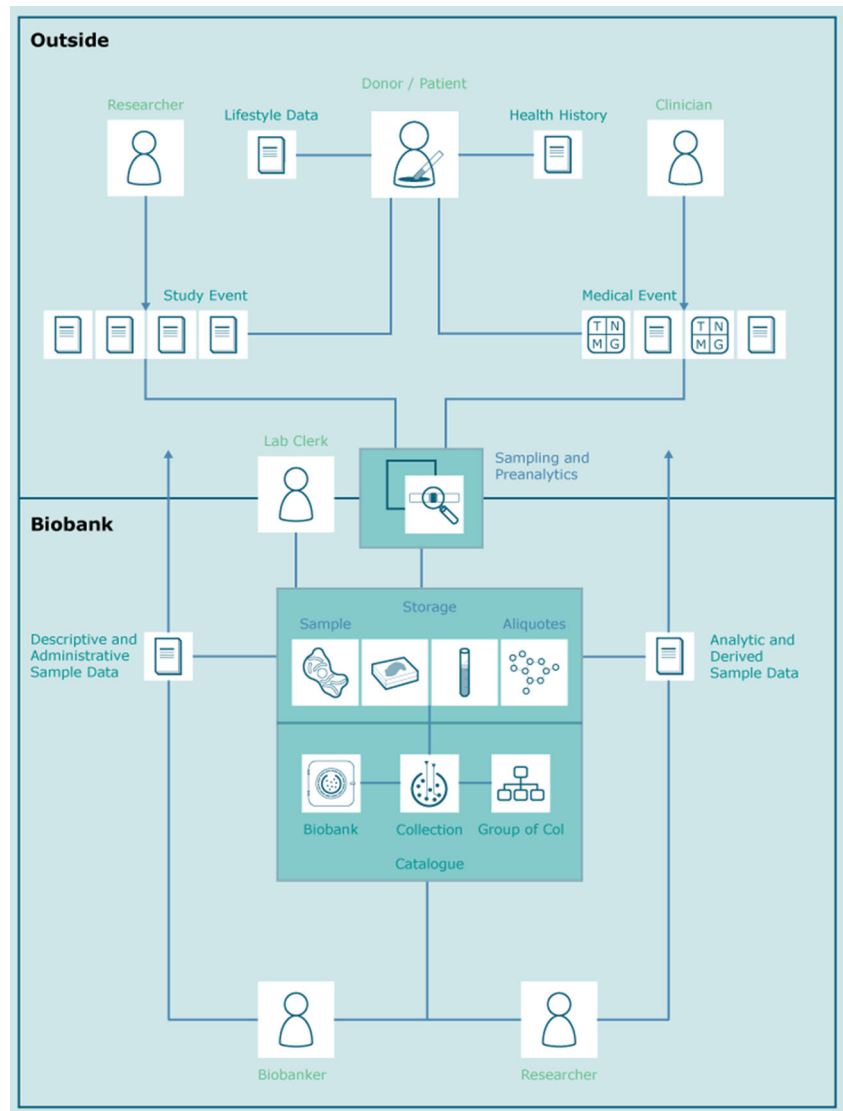 Outside
Donor / Patient
Researcher
Lifestyle Data
Health History
Clinician
Study Event
Medical Event
T N
M G
T N
M G
Lab Clerk
Sampling and
Preanalytics
Biobank
Storage
Sample
Aliquotes
Descriptive and
Administrative
Sample Data
Analytic and
Derived
Sample Data
Biobank
Collection
Group of Col
Catalogue
Biobanker
Researcher